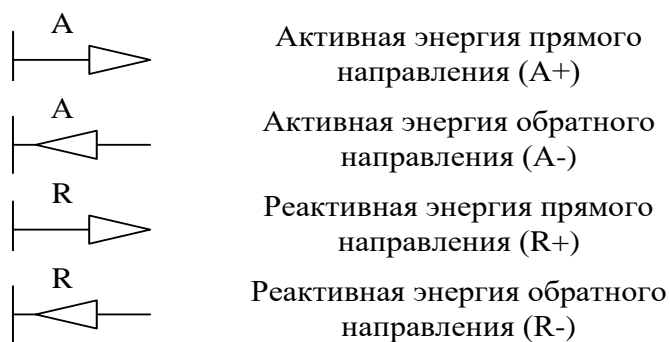 A
Активная энергия прямого
направления (А+)
A
Активная энергия обратного
направления (А-)
R
Реактивная энергия прямого
направления (R+)
R
Реактивная энергия обратного
направления (R-)